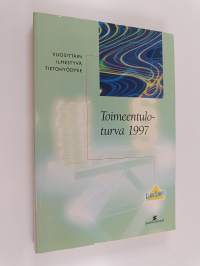 VUOSITTAIN
ILMESTYVÄ
TIETOHYÖDYKE
Toimeentulo-
turva 1997